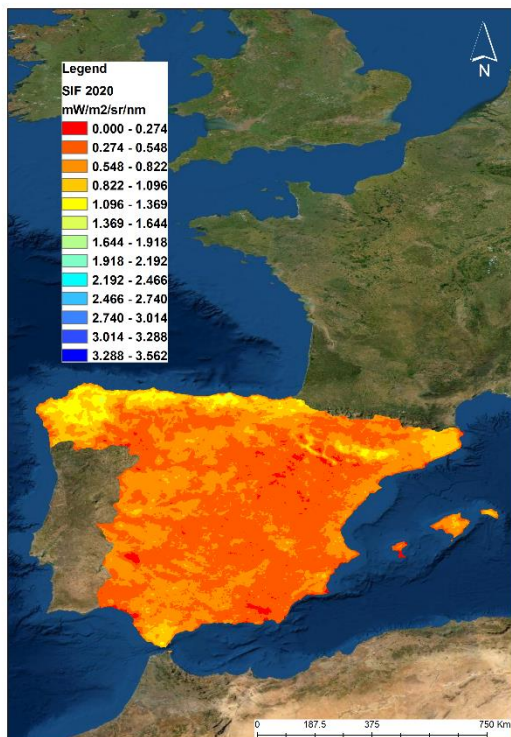 N
Legend
SIF 2020
mW/m2/sr/nm
0.000 - 0.274
0.274 - 0.548
0.548 - 0.822
0.822 - 1.096
1.096 - 1.369
1.369 - 1.644
1.644 - 1.918
1.918 - 2.192
2.192 - 2.466
2.466 - 2.740
2.740 - 3.014
3.014 - 3.288
3.288 - 3.562
0 187.5 375 750 Km